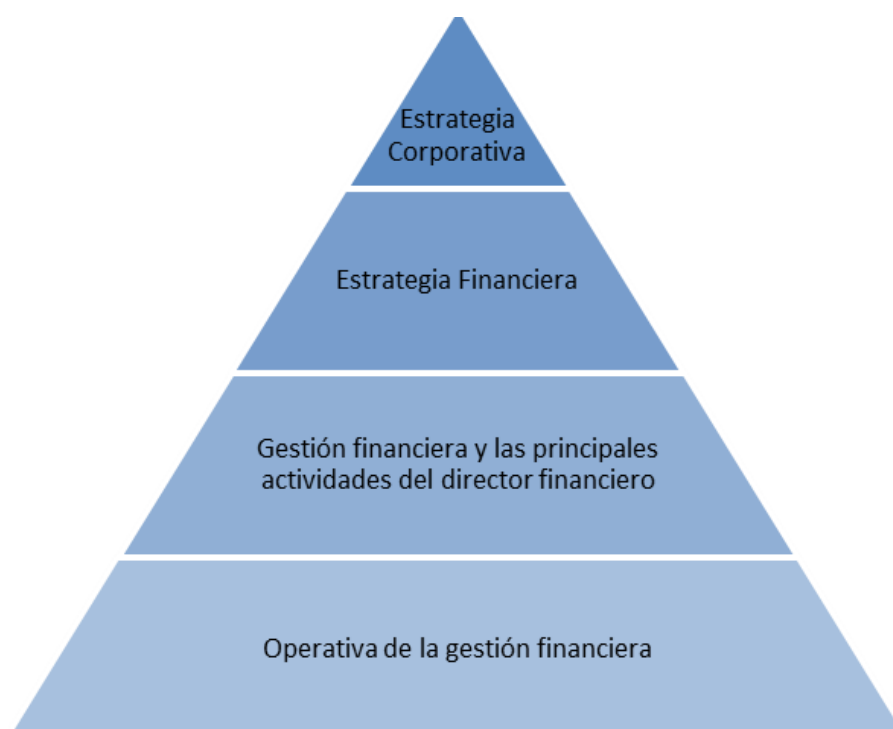 Estrategia
Corporativa
Estrategia Financiera
Gestión financiera y las principales
actividades del director financiero
Operativa de la gestión financiera